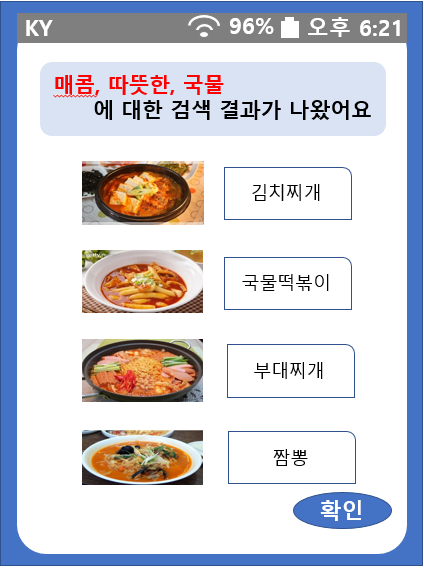 KY 96% 오후 6:21
매콤, 따뜻한, 국물
에 대한 검색 결과가 나왔어요
김치찌개
국물떡볶이
부대찌개
짬뽕
확인